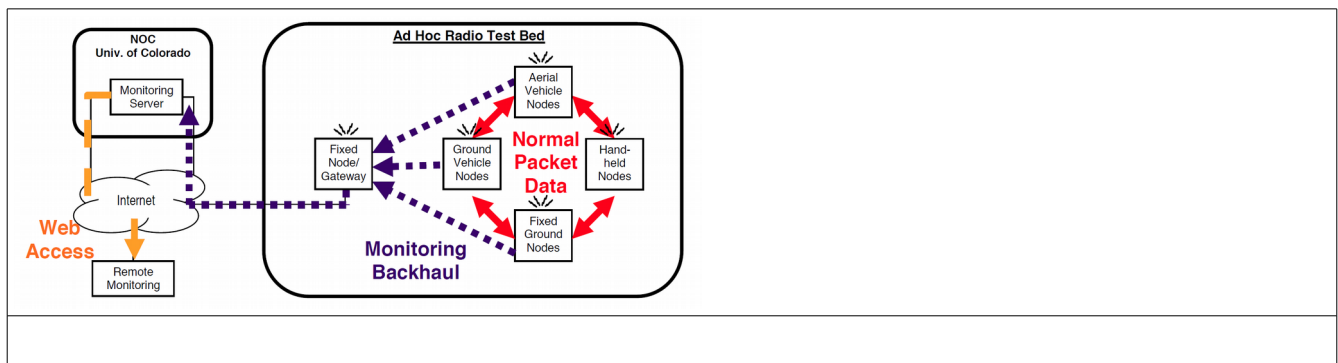 NOC
Univ. of Colorado
Monitoring
Server
Internet
Web
Access
Remote
Monitoring
Ad Hoc Radio Test Bed
Aerial
Vehicle
Nodes
Fixed
Node/
Gateway
Ground
Vehicle
Nodes
Normal
Packet
Data
Hand-
held
Nodes
Fixed
Ground
Nodes
Monitoring
Backhaul